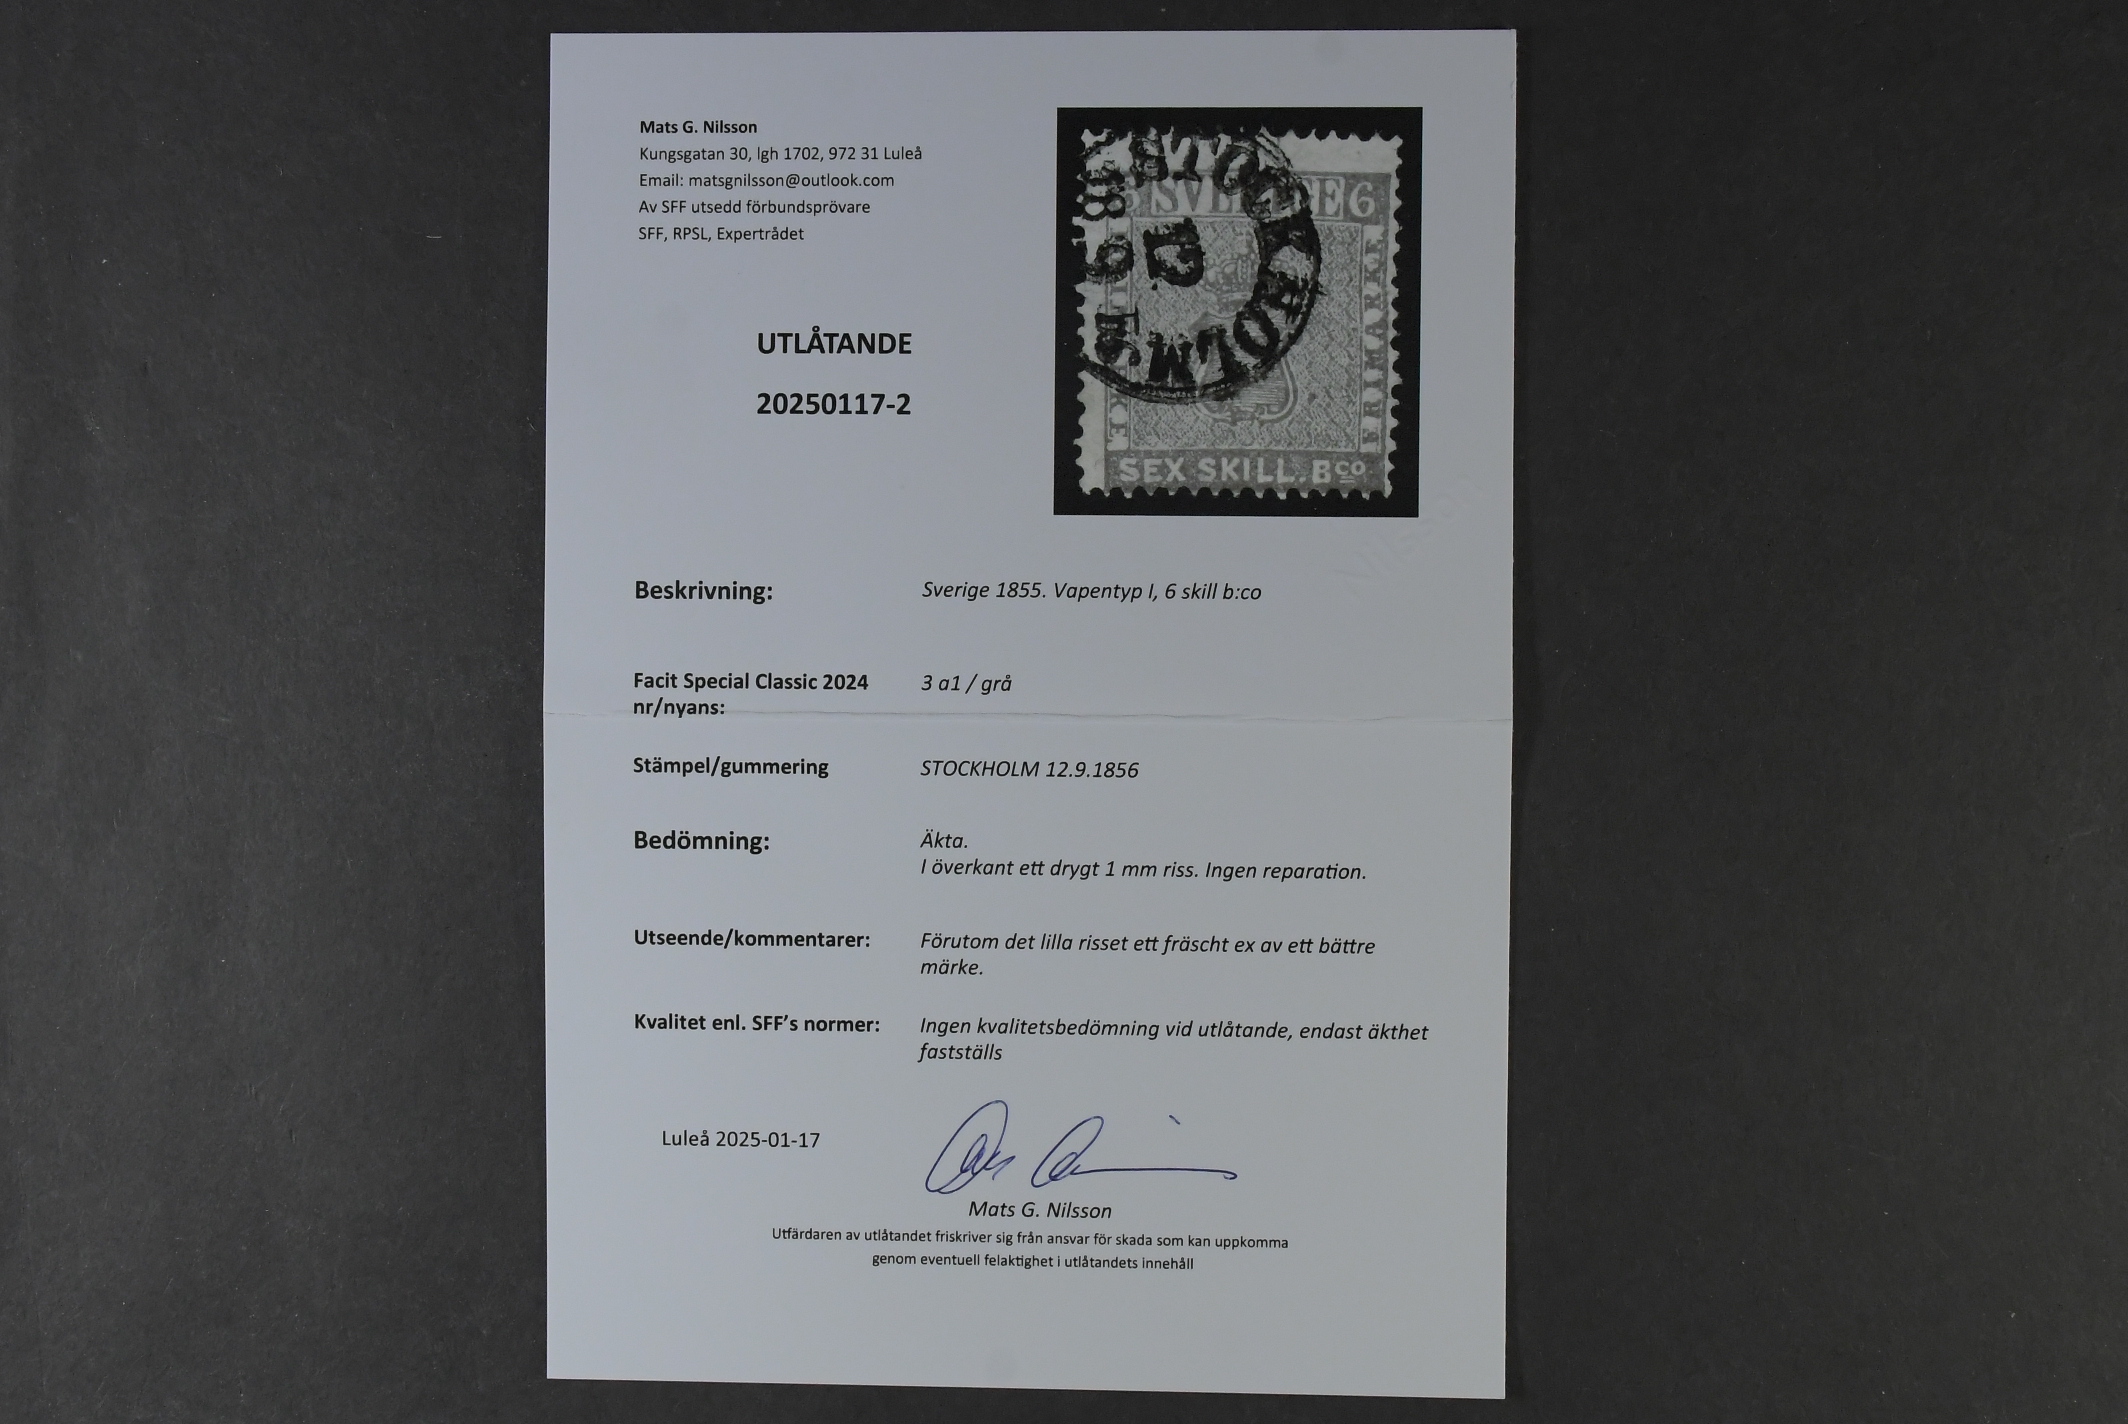 Mats G. Nilsson
Kungsgatan 30, lgh 1702, 972 31 Luleå
Email: matsgnilsson@outlook.com
Av SFF utsedd förbundsprövare
SFF, RPSL, Expertrådet
UTLÅTANDE
20250117-2
STOCKHOLM
12
9
6
FRIMÄRKE
SEX SKILL. Bco
Nilsson
Beskrivning: Sverige 1855. Vapentyp I, 6 skill b:co
Facit Special Classic 2024 3 a1 / grå
nr/nyans:
Stämpel/gummering STOCKHOLM 12.9.1856
Bedömning: Äkta.
I överkant ett drygt 1 mm riss. Ingen reparation.
Utseende/kommentarer: Förutom det lilla risset ett fräscht ex av ett bättre
märke.
Kvalitet enl. SFF's normer: Ingen kvalitetsbedömning vid utlåtande, endast äkthet
fastställs
Luleå 2025-01-17
Mats G. Nilsson
Utfärdaren av utlåtandet friskriver sig från ansvar för skada som kan uppkomma
genom eventuell felaktighet i utlåtandets innehåll